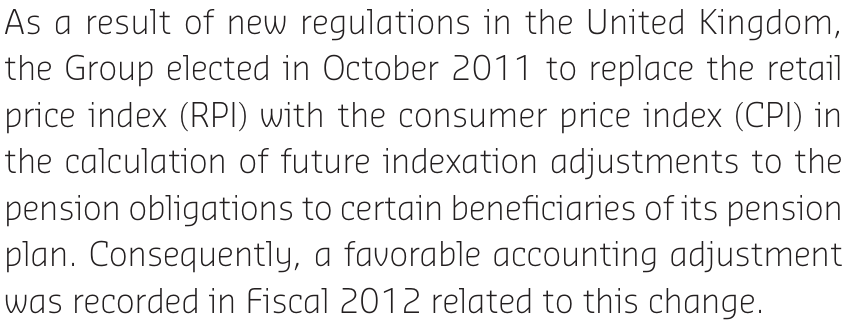 As a result of new regulations in the United Kingdom,
the Group elected in October 2011 to replace the retail
price index (RPI) with the consumer price index (CPI) in
the calculation of future indexation adjustments to the
pension obligations to certain beneficiaries of its pension
plan. Consequently, a favorable accounting adjustment
was recorded in Fiscal 2012 related to this change.